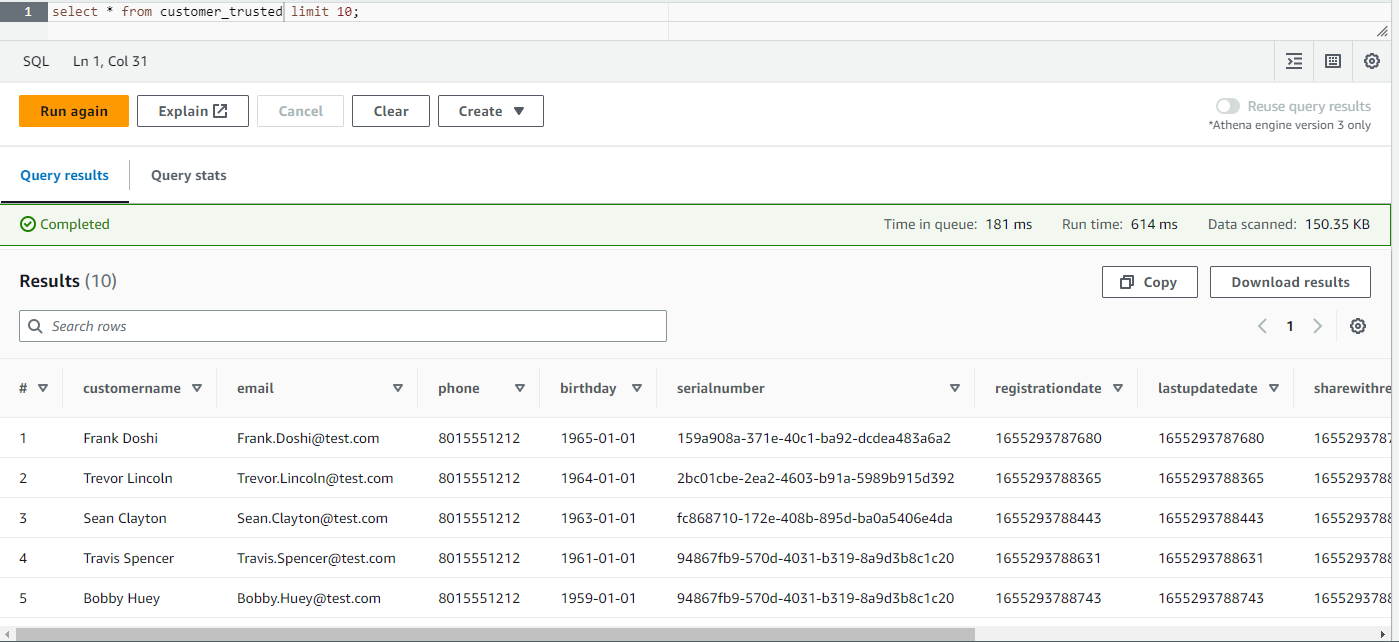 1 select * from customer_trusted limit 10;
SQL Ln 1, Col 31
Run again Explain Cancel Clear Create Reuse query results
*Athena engine version 3 only
Query results Query stats
Completed Time in queue: 181 ms Run time: 614 ms Data scanned: 150.35 KB
Results (10) Copy Download results
Search rows 1
# customername email phone birthday serialnumber registrationdate lastupdatedate sharewithre
1 Frank Doshi Frank.Doshi@test.com 8015551212 1965-01-01 159a908a-371e-40c1-ba92-dcdea483a6a2 1655293787680 1655293787680 1655293787
2 Trevor Lincoln Trevor.Lincoln@test.com 8015551212 1964-01-01 2bc01cbe-2ea2-4603-b91a-5989b915d392 1655293788365 1655293788365 1655293788
3 Sean Clayton Sean.Clayton@test.com 8015551212 1963-01-01 fc868710-172e-408b-895d-ba0a5406e4da 1655293788443 1655293788443 1655293788
4 Travis Spencer Travis.Spencer@test.com 8015551212 1961-01-01 94867fb9-570d-4031-b319-8a9d3b8c1c20 1655293788631 1655293788631 1655293788
5 Bobby Huey Bobby.Huey@test.com 8015551212 1959-01-01 94867fb9-570d-4031-b319-8a9d3b8c1c20 1655293788743 1655293788743 1655293788